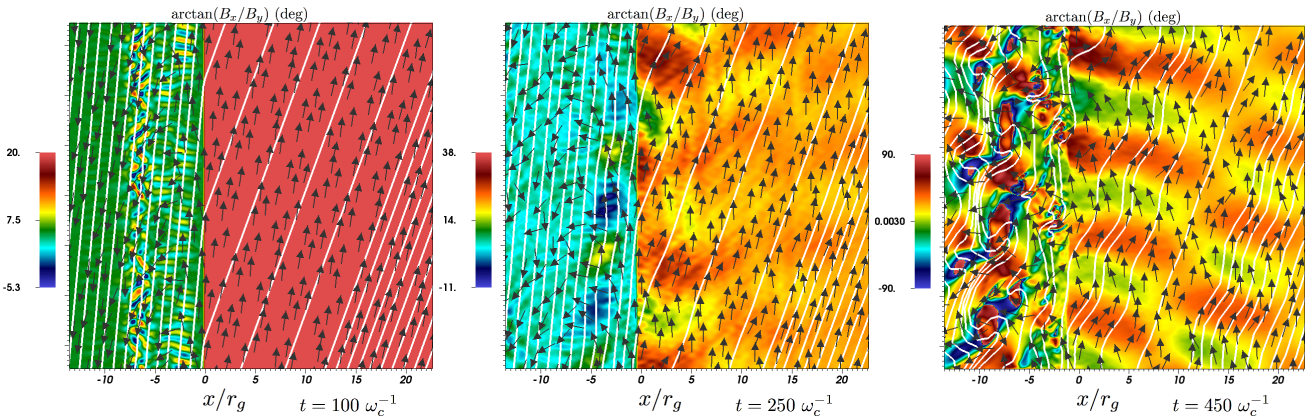 arctan(B_x/B_y) (deg)
20.
7.5
-5.3
-10 -5 0 5 10 15 20
x/r_g
t = 100 ω_c^{-1}
arctan(B_x/B_y) (deg)
38.
14.
-11.
-10 -5 0 5 10 15 20
x/r_g
t = 250 ω_c^{-1}
arctan(B_x/B_y) (deg)
90.
0.0030
-90.
-10 -5 0 5 10 15 20
x/r_g
t = 450 ω_c^{-1}